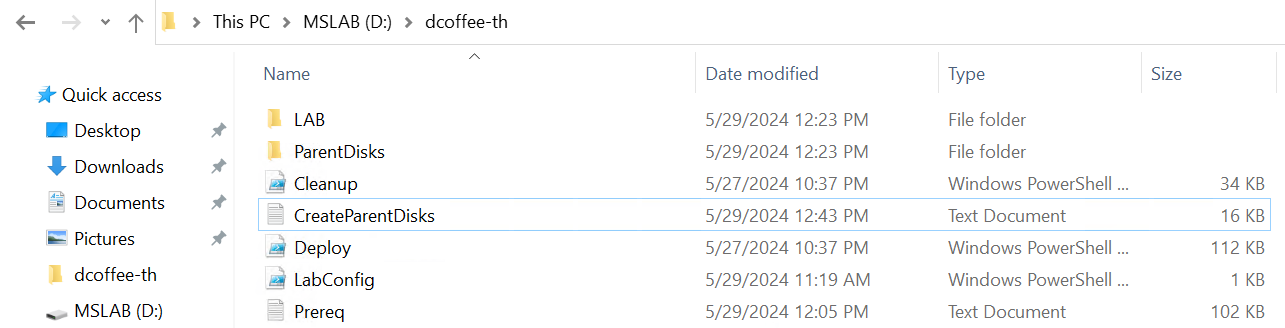 This PC > MSLAB (D:) > dcoffee-th
Name Date modified Type Size
Quick access
Desktop
Downloads
Documents
Pictures
dcoffee-th
MSLAB (D:)
LAB 5/29/2024 12:23 PM File folder
ParentDisks 5/29/2024 12:23 PM File folder
Cleanup 5/27/2024 10:37 PM Windows PowerShell ... 34 KB
CreateParentDisks 5/29/2024 12:43 PM Text Document 16 KB
Deploy 5/27/2024 10:37 PM Windows PowerShell ... 112 KB
LabConfig 5/29/2024 11:19 AM Windows PowerShell ... 1 KB
Prereq 5/29/2024 12:05 PM Text Document 102 KB